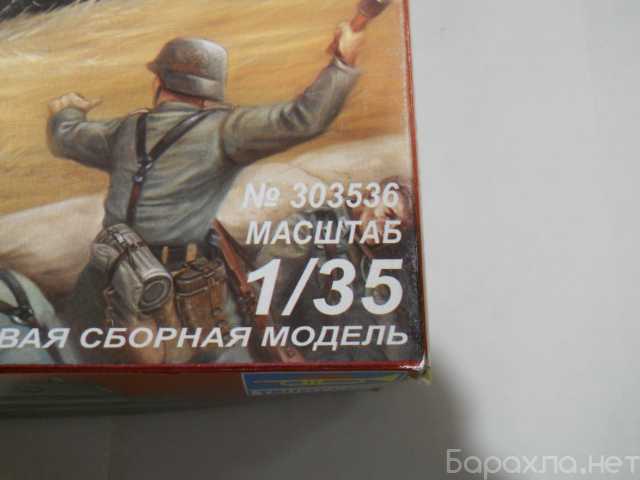 № 303536
МАСШТАБ
1/35
ВАЯ СБОРНАЯ МОДЕЛЬ
Барахла.нет